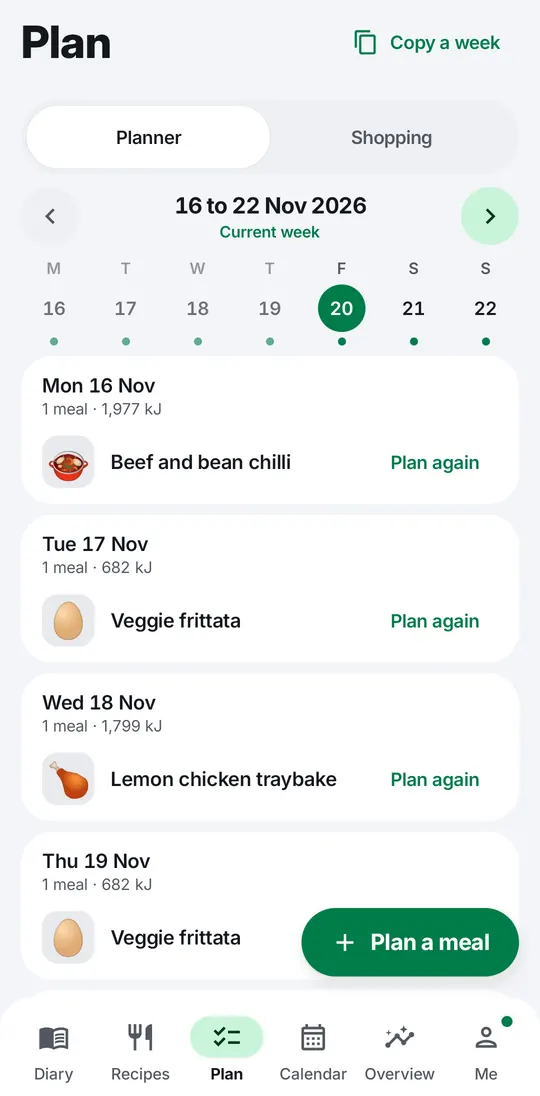 Plan
Copy a week
Planner
Shopping
16 to 22 Nov 2026
Current week
M T W T F S S
16 17 18 19 20 21 22
Mon 16 Nov
1 meal · 1,977 kJ
Beef and bean chilli
Plan again
Tue 17 Nov
1 meal · 682 kJ
Veggie frittata
Plan again
Wed 18 Nov
1 meal · 1,799 kJ
Lemon chicken traybake
Plan again
Thu 19 Nov
1 meal · 682 kJ
Veggie frittata
Plan a meal
Diary
Recipes
Plan
Calendar
Overview
Me